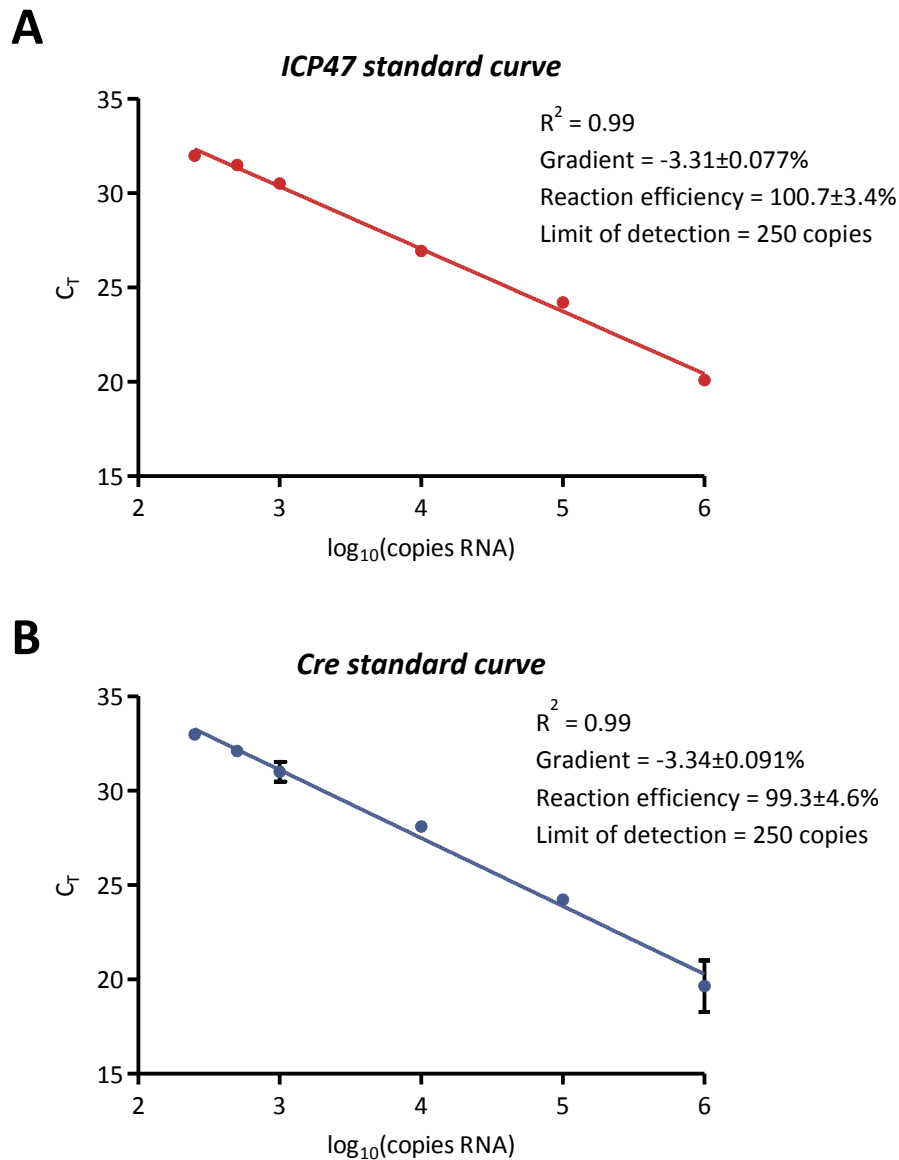 A
ICP47 standard curve
R² = 0.99
Gradient = -3.31±0.077%
Reaction efficiency = 100.7±3.4%
Limit of detection = 250 copies
35
30
25
20
15
C_T
2 3 4 5 6
log₁₀(copies RNA)
B
Cre standard curve
R² = 0.99
Gradient = -3.34±0.091%
Reaction efficiency = 99.3±4.6%
Limit of detection = 250 copies
35
30
25
20
15
C_T
2 3 4 5 6
log₁₀(copies RNA)